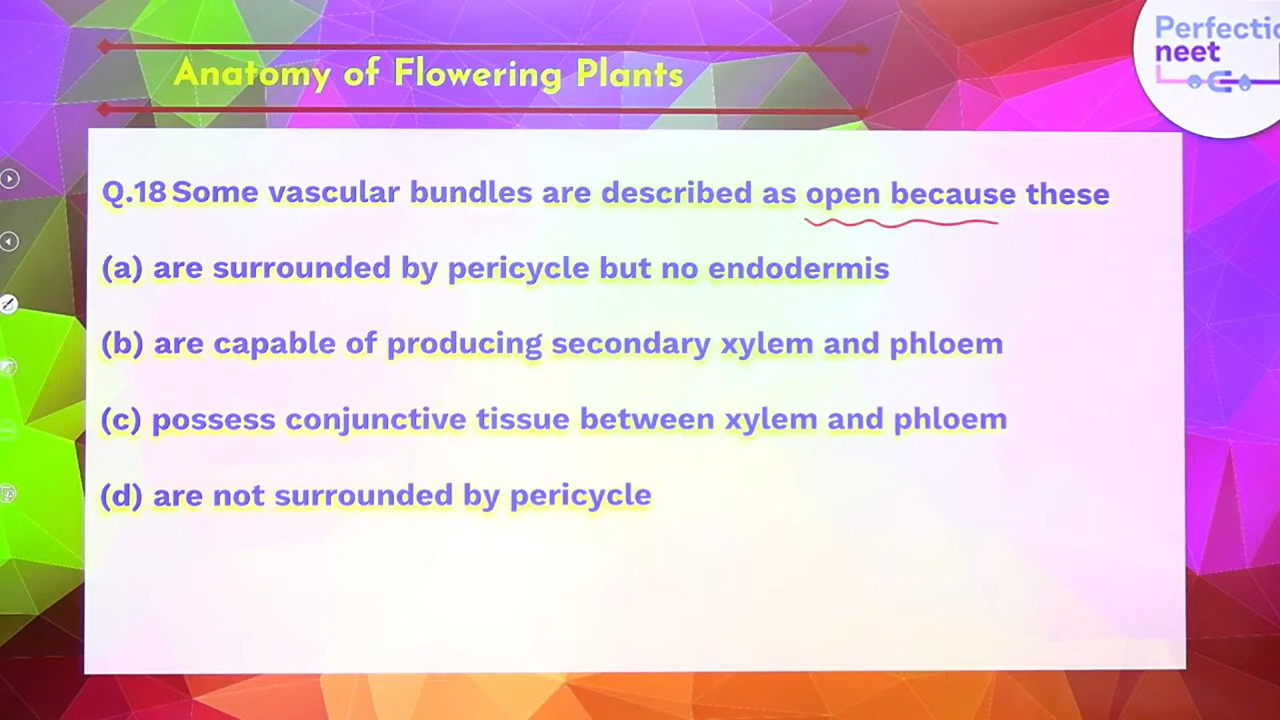 Perfectio
neet
Anatomy of Flowering Plants
Q.18 Some vascular bundles are described as open because these
(a) are surrounded by pericycle but no endodermis
(b) are capable of producing secondary xylem and phloem
(c) possess conjunctive tissue between xylem and phloem
(d) are not surrounded by pericycle